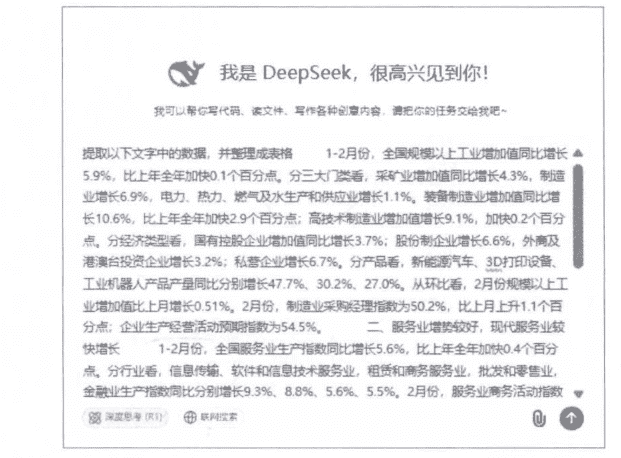 我是 DeepSeek，很高兴见到你！
我可以帮你写代码、读文件、写作各种创意内容，请把你的任务交给我吧~
提取以下文字中的数据，并整理成表格 1-2月份，全国规模以上工业增加值同比增长
5.9%，比上年全年加快0.1个百分点。分三大门类看，采矿业增加值同比增长4.3%，制造
业增长6.9%，电力、热力、燃气及水生产和供应业增长1.1%。装备制造业增加值同比增
长10.6%，比上年全年加快2.9个百分点；高技术制造业增加值增长9.1%，加快0.2个百分
点。分经济类型看，国有控股企业增加值同比增长3.7%；股份制企业增长6.6%，外商及
港澳台投资企业增长3.2%；私营企业增长6.7%。分产品看，新能源汽车、3D打印设备、
工业机器人产品产量同比分别增长47.7%、30.2%、27.0%。从环比看，2月份规模以上工
业增加值比上月增长0.51%。2月份，制造业采购经理指数为50.2%，比上月上升1.1个百
分点；企业生产经营活动预期指数为54.5%。 二、服务业增势较好，现代服务业较
快增长 1-2月份，全国服务业生产指数同比增长5.6%，比上年全年加快0.4个百分
点。分行业看，信息传输、软件和信息技术服务业，租赁和商务服务业，批发和零售业，
金融业生产指数同比分别增长9.3%、8.8%、5.6%、5.5%。2月份，服务业商务活动指数
深度思考 (R1) 联网搜索